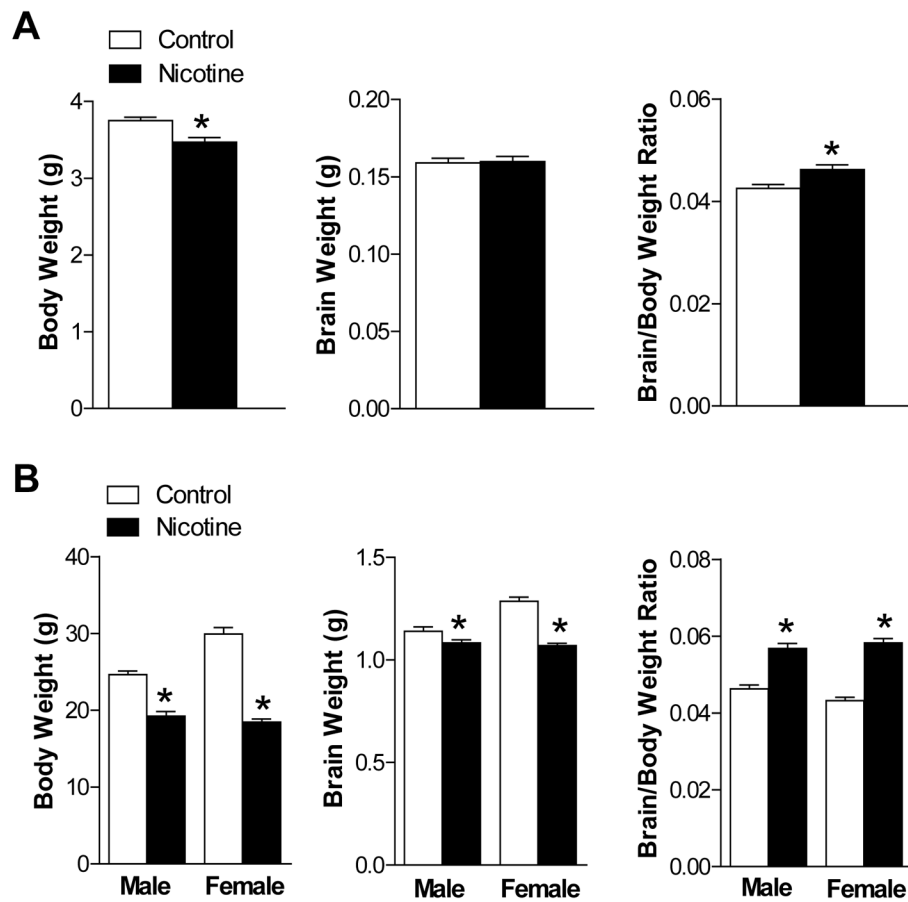 A
Control
Nicotine
Body Weight (g)
4
3
2
1
0
*
Brain Weight (g)
0.20
0.15
0.10
0.05
0.00
Brain/Body Weight Ratio
0.06
0.04
0.02
0.00
*
B
Control
Nicotine
Body Weight (g)
40
30
20
10
0
*
*
Male Female
Brain Weight (g)
1.5
1.0
0.5
0.0
*
*
Male Female
Brain/Body Weight Ratio
0.08
0.06
0.04
0.02
0.00
*
*
Male Female